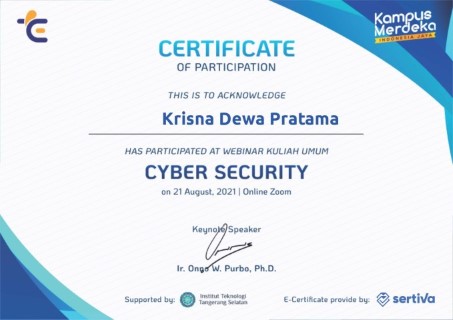 Kampus
Merdeka
INDONESIA JAYA
CERTIFICATE
OF PARTICIPATION
THIS IS TO ACKNOWLEDGE
Krisna Dewa Pratama
HAS PARTICIPATED AT WEBINAR KULIAH UMUM
CYBER SECURITY
on 21 August, 2021 | Online Zoom
Keynote Speaker
Ir. Onno W. Purbo, Ph.D.
Supported by: Institut Teknologi
Tangerang Selatan
E-Certificate provide by: sertiva